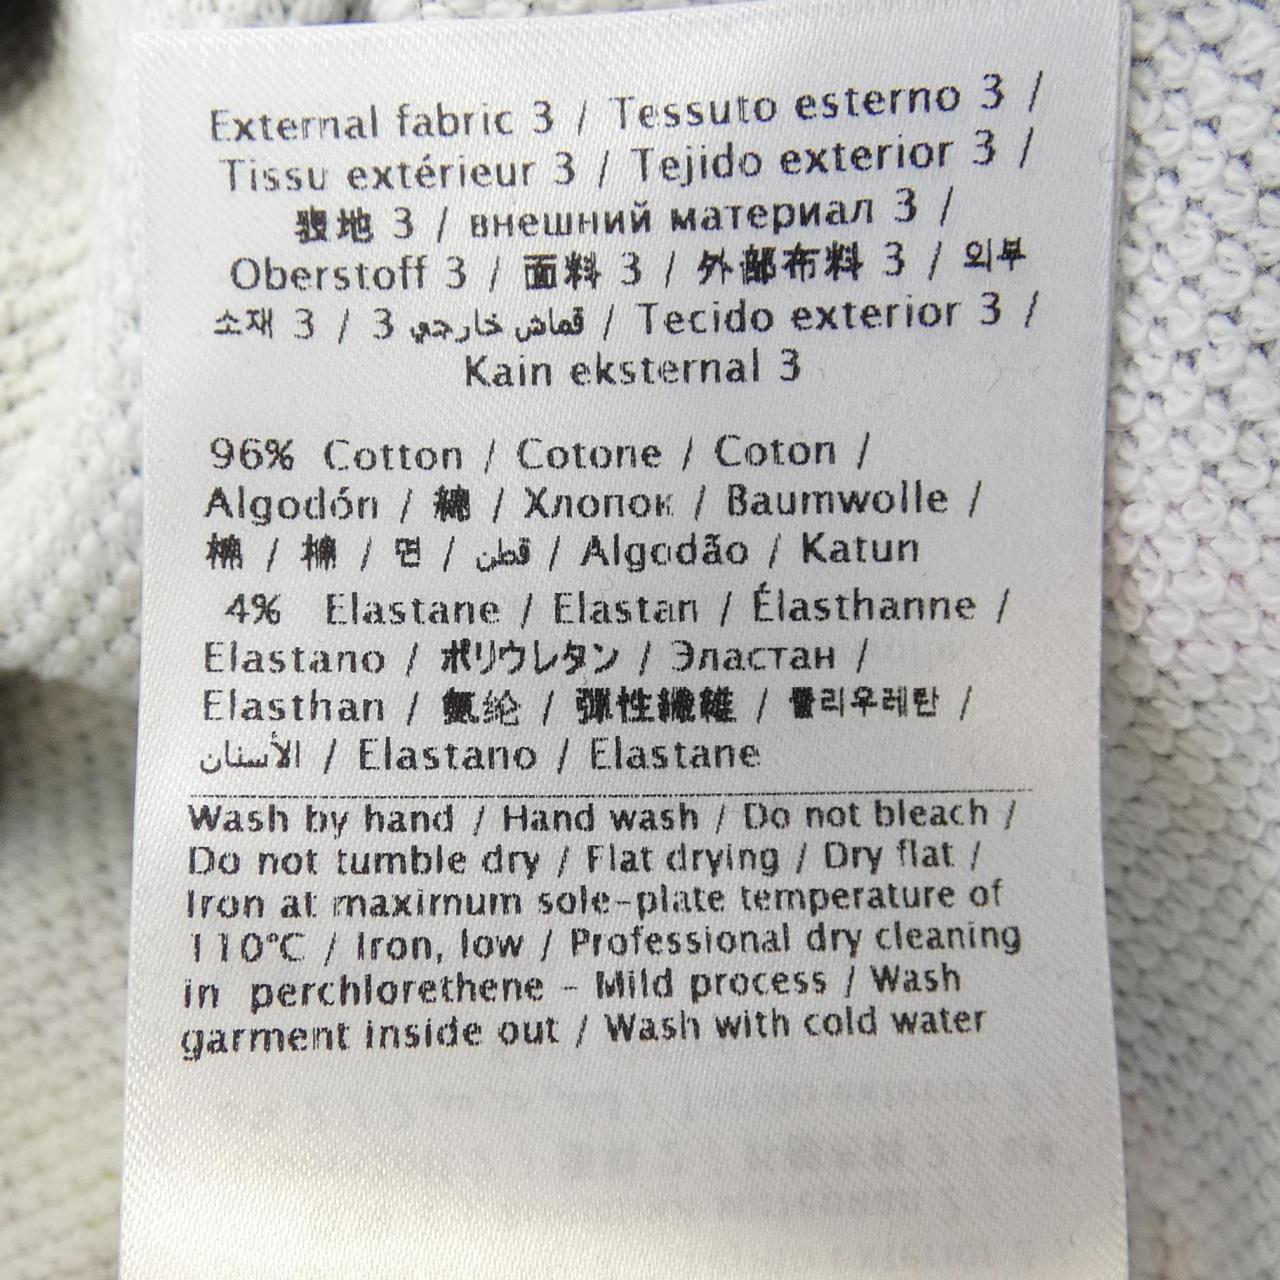 External fabric 3 / Tessuto esterno 3 /
Tissu extérieur 3 / Tejido exterior 3 /
表地 3 / внешний материал 3 /
Oberstoff 3 / 面料 3 / 外部布料 3 / 외부
소재 3 / قماش خارجي 3 / Tecido exterior 3 /
Kain eksternal 3
96% Cotton / Cotone / Coton /
Algodón / 綿 / Хлопок / Baumwolle /
棉 / 棉 / 면 / قطن / Algodão / Katun
4% Elastane / Elastan / Élasthanne /
Elastano / ポリウレタン / Эластан /
Elasthan / 氨纶 / 彈性纖維 / 폴리우레탄 /
الأستان / Elastano / Elastane
Wash by hand / Hand wash / Do not bleach /
Do not tumble dry / Flat drying / Dry flat /
Iron at maximum sole-plate temperature of
110°C / Iron, low / Professional dry cleaning
in perchlorethene - Mild process / Wash
garment inside out / Wash with cold water